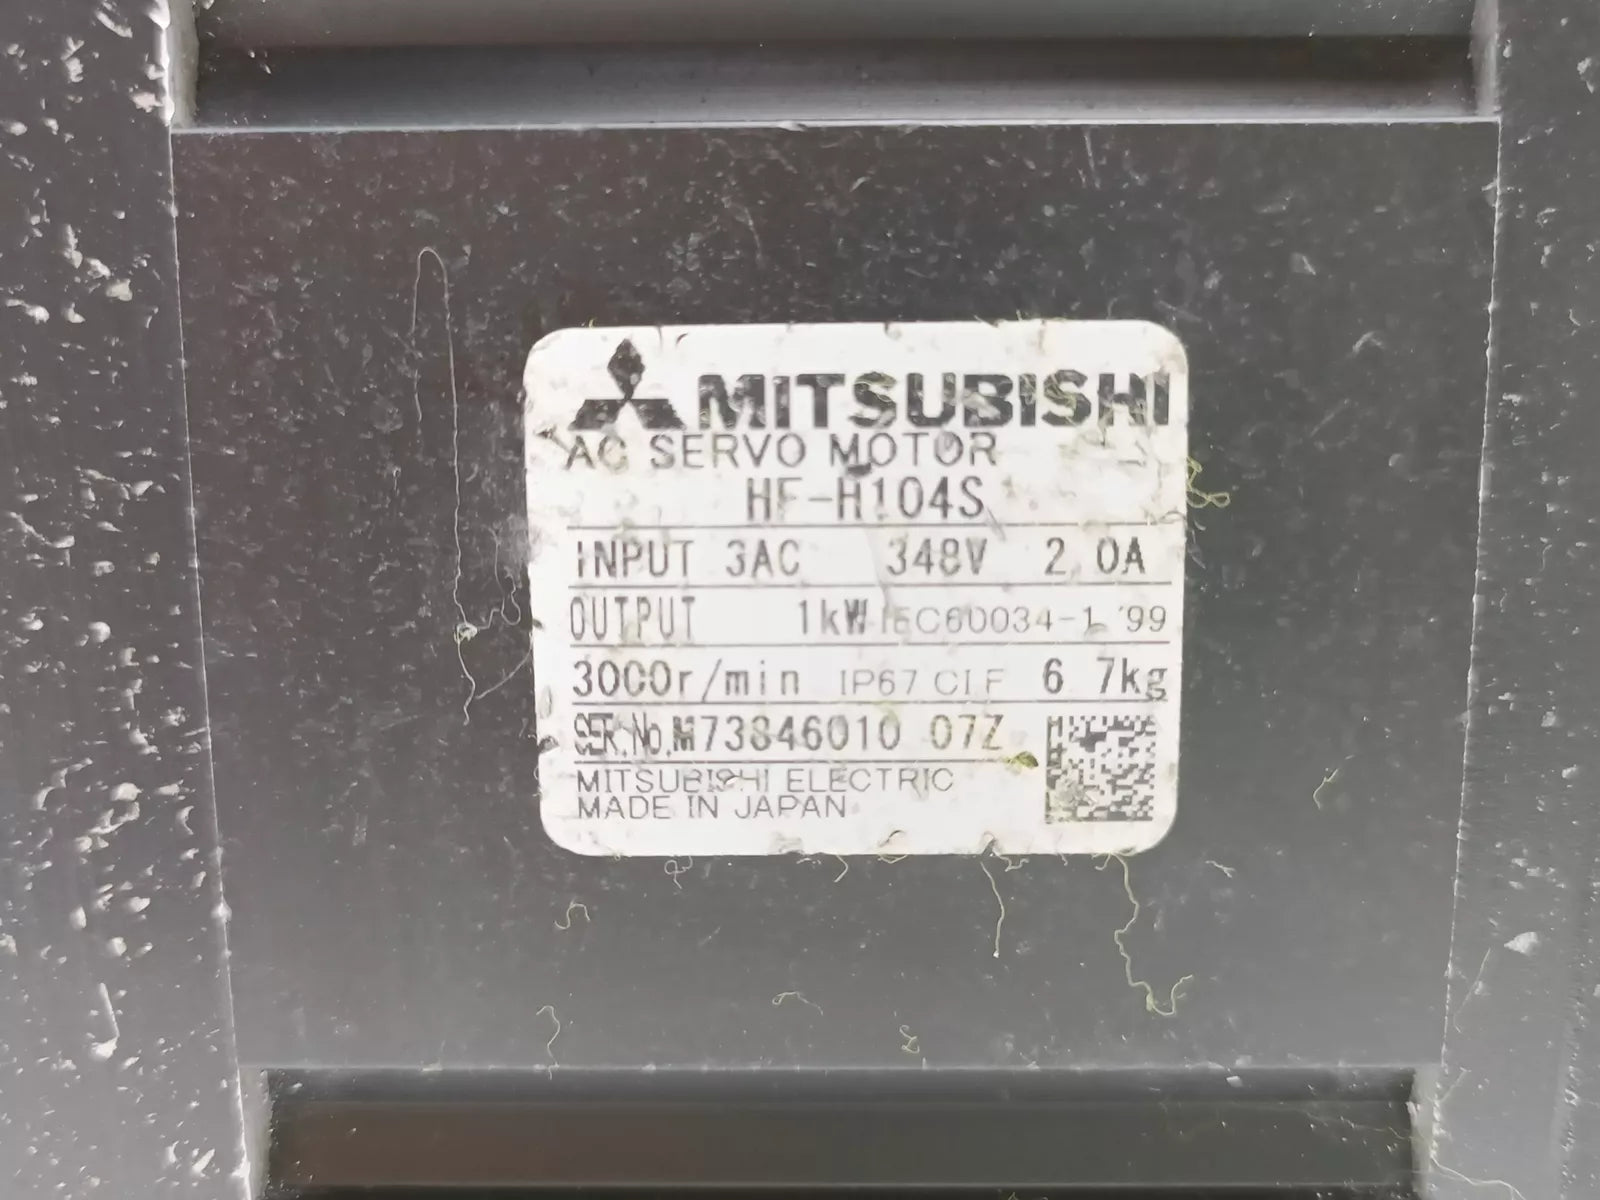 MITSUBISHI
AC SERVO MOTOR
HF-H104S
INPUT 3AC 348V 2.0A
OUTPUT 1kW IEC60034-1 '99
3000r/min IP67 CI.F 6.7kg
SER.No.M73846010 07Z
MITSUBISHI ELECTRIC
MADE IN JAPAN